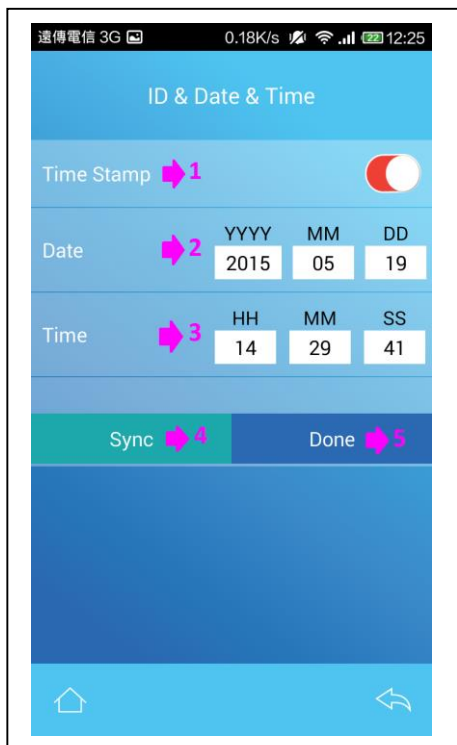 遠傳電信 3G 0.18K/s 22 12:25
ID & Date & Time
Time Stamp 1
YYYY MM DD
Date 2 2015 05 19
HH MM SS
Time 3 14 29 41
Sync 4 Done 5